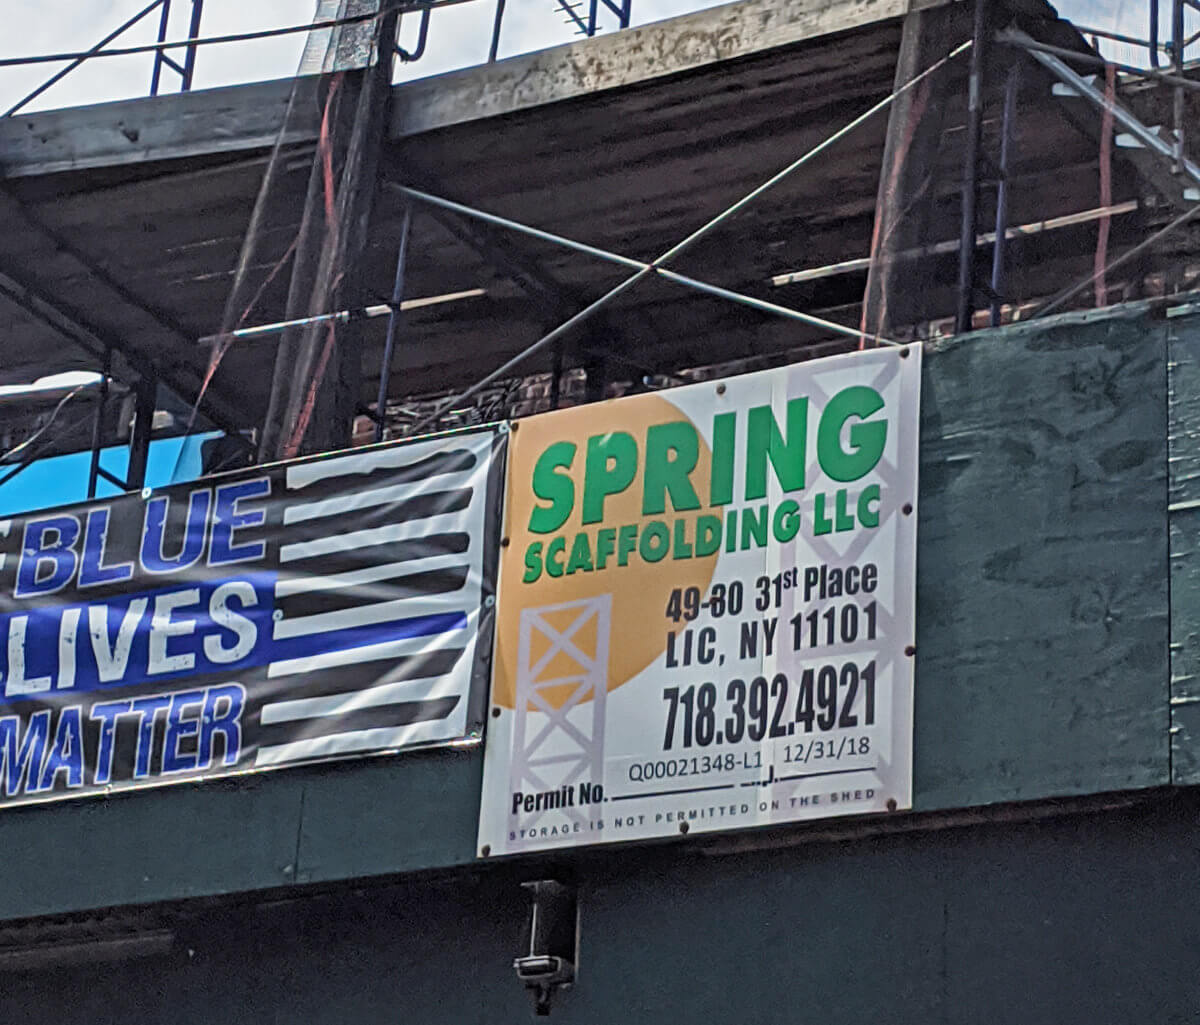 BLUE
LIVES
MATTER
SPRING
SCAFFOLDING LLC
49-80 31st Place
LIC, NY 11101
718.392.4921
Q00021348-L1 12/31/18
Permit No.
STORAGE IS NOT PERMITTED ON THE SHED